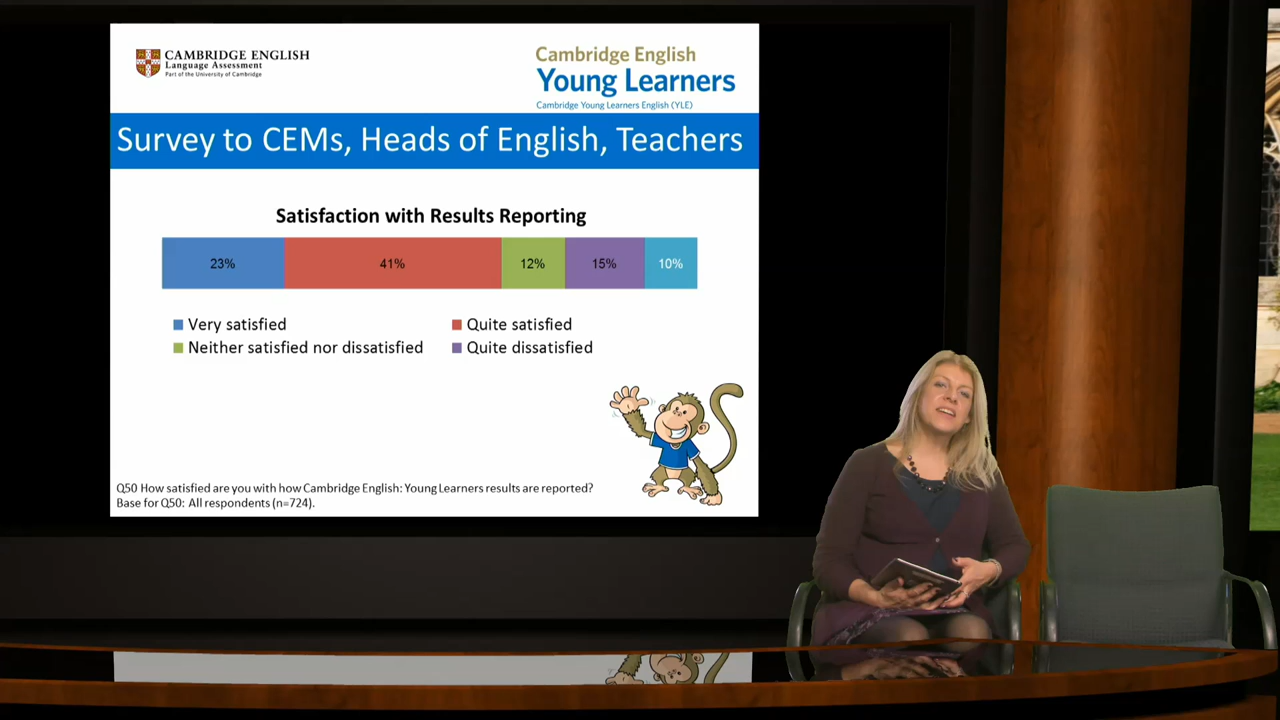 CAMBRIDGE ENGLISH
Language Assessment
Part of the University of Cambridge
Cambridge English
Young Learners
Cambridge Young Learners English (YLE)
Survey to CEMs, Heads of English, Teachers
Satisfaction with Results Reporting
23% 41% 12% 15% 10%
Very satisfied Quite satisfied
Neither satisfied nor dissatisfied Quite dissatisfied
Q50 How satisfied are you with how Cambridge English: Young Learners results are reported?
Base for Q50: All respondents (n=724).